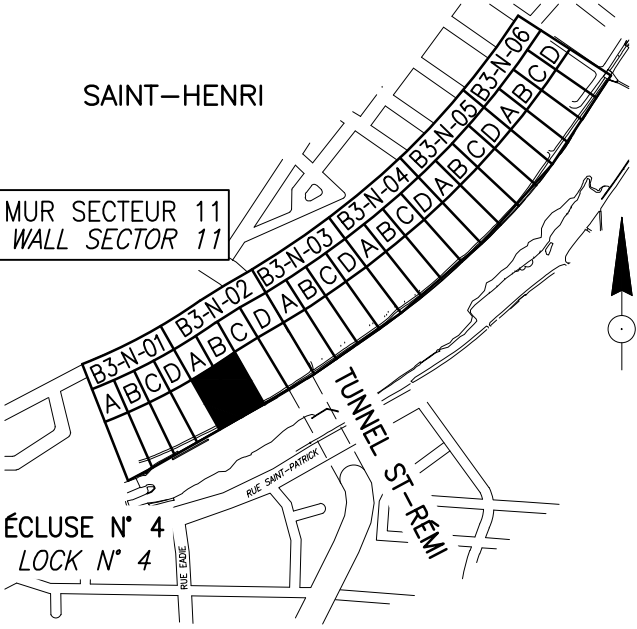 SAINT-HENRI
MUR SECTEUR 11
WALL SECTOR 11
B3-N-01
B3-N-02
B3-N-03
B3-N-04
B3-N-05
B3-N-06
A B C D
A B C D
A B C D
A B C D
A B C D
A B C D
TUNNEL ST-RÉMI
RUE SAINT-PATRICK
RUE EADIE
ÉCLUSE N° 4
LOCK N° 4